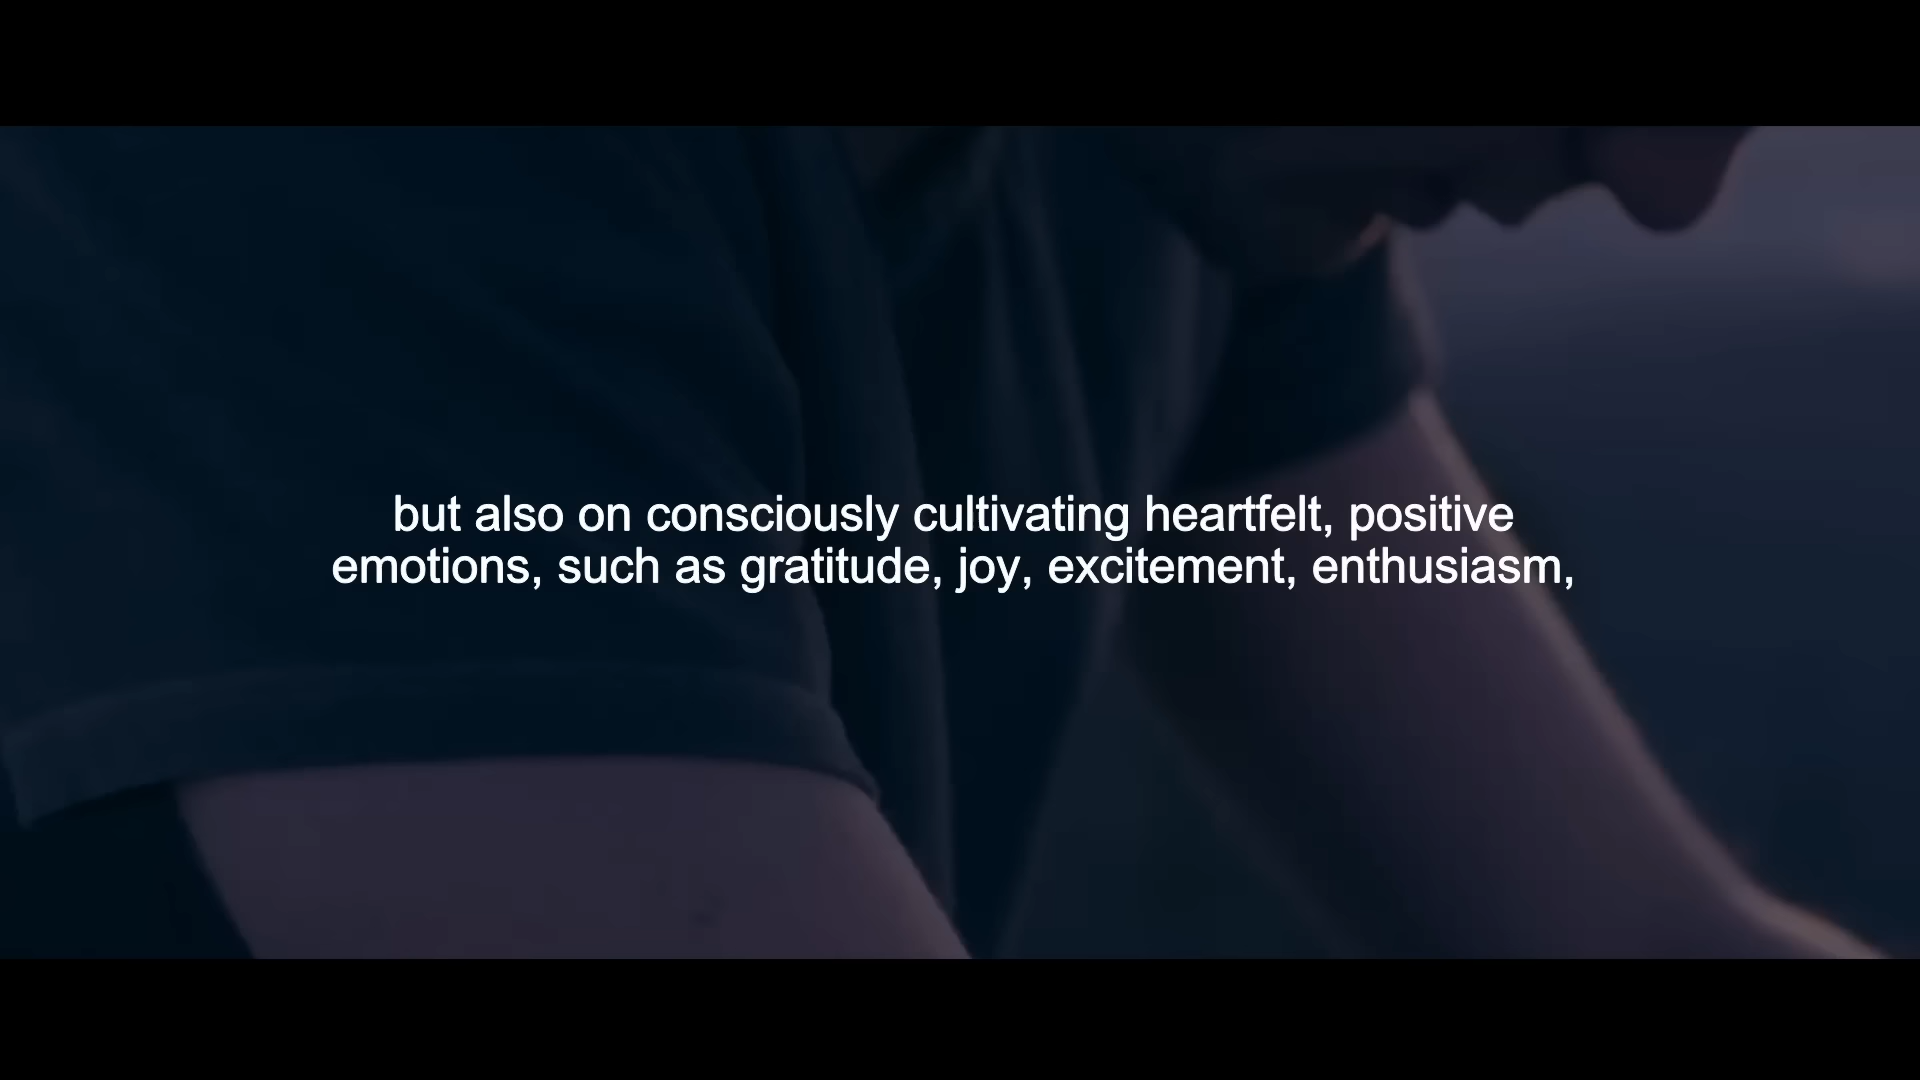 but also on consciously cultivating heartfelt, positive
emotions, such as gratitude, joy, excitement, enthusiasm,